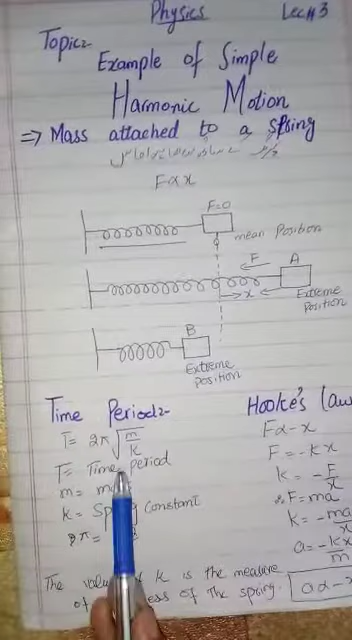 Physics Lec#3
Topic:-
Example of Simple
Harmonic Motion
=> Mass attached to a spring
F∝x
F=0
mean Position
F A
x Extreme Position
B
Extreme position
Time Period:-
T = 2π√(m/k)
T = Time period
m =
k = Spring Constant
2π =
The value k is the measure
of of the spring.
Hooke's law
F∝-x
F = -kx
k = -F/x
∴ F=ma
k = -ma/x
a = -kx/m
a∝-x